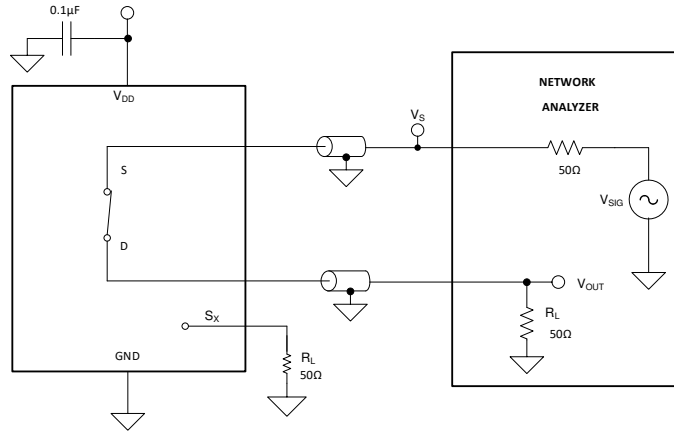 0.1µF
V_DD
NETWORK
ANALYZER
V_S
S
50Ω
V_SIG
D
V_OUT
S_X
R_L
50Ω
GND
R_L
50Ω